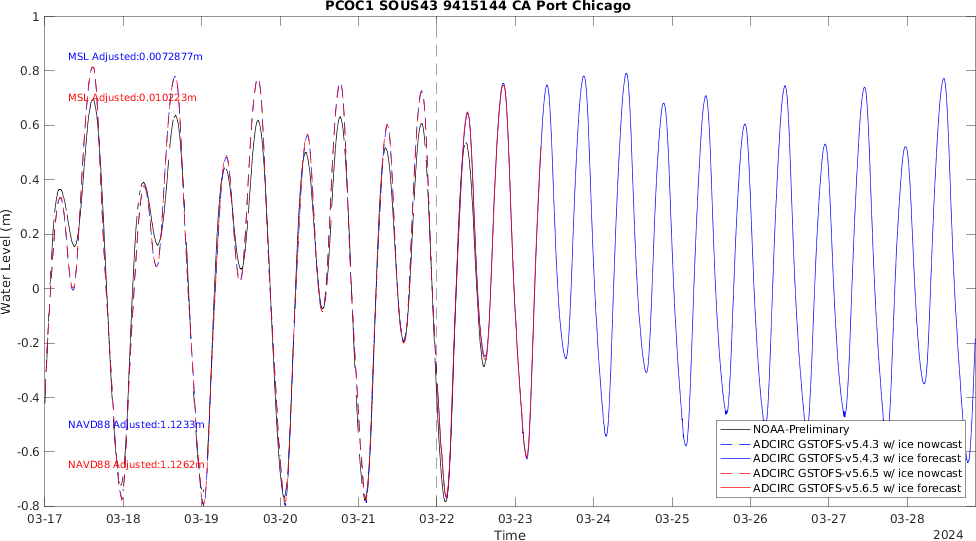 PCOC1 SOUS43 9415144 CA Port Chicago
1
0.8
0.6
0.4
0.2
0
-0.2
-0.4
-0.6
-0.8
Water Level (m)
MSL Adjusted:0.0072877m
MSL Adjusted:0.010223m
NAVD88 Adjusted:1.1233m
NAVD88 Adjusted:1.1262m
NOAA-Preliminary
ADCIRC GSTOFS-v5.4.3 w/ ice nowcast
ADCIRC GSTOFS-v5.4.3 w/ ice forecast
ADCIRC GSTOFS-v5.6.5 w/ ice nowcast
ADCIRC GSTOFS-v5.6.5 w/ ice forecast
03-17 03-18 03-19 03-20 03-21 03-22 03-23 03-24 03-25 03-26 03-27 03-28
Time
2024